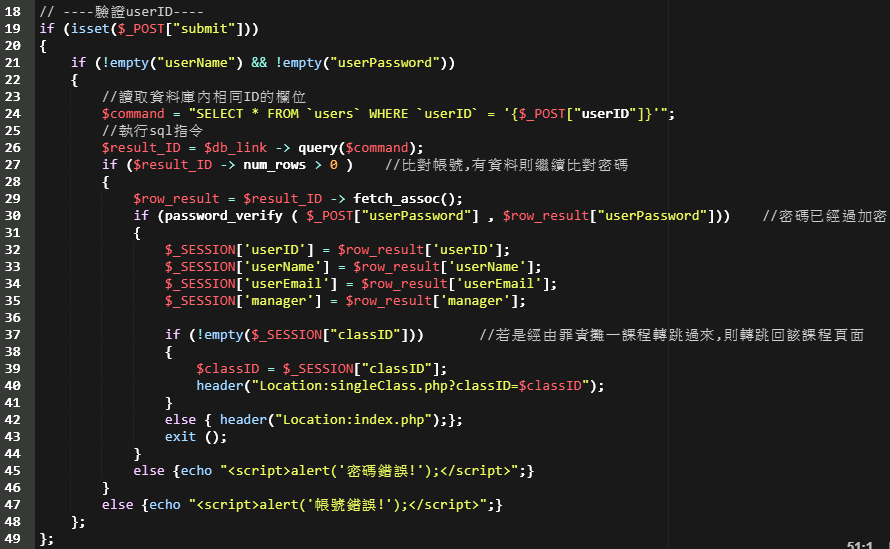 18 // ----驗證userID----
19 if (isset($_POST["submit"]))
20 {
21 if (!empty("userName") && !empty("userPassword"))
22 {
23 //讀取資料庫內相同ID的欄位
24 $command = "SELECT * FROM `users` WHERE `userID` = '{$_POST["userID"]}'";
25 //執行sql指令
26 $result_ID = $db_link -> query($command);
27 if ($result_ID -> num_rows > 0 ) //比對帳號,有資料則繼續比對密碼
28 {
29 $row_result = $result_ID -> fetch_assoc();
30 if (password_verify ( $_POST["userPassword"] , $row_result["userPassword"])) //密碼已經過加密
31 {
32 $_SESSION['userID'] = $row_result['userID'];
33 $_SESSION['userName'] = $row_result['userName'];
34 $_SESSION['userEmail'] = $row_result['userEmail'];
35 $_SESSION['manager'] = $row_result['manager'];
36
37 if (!empty($_SESSION["classID"])) //若是經由罪責攤一課程轉跳過來,則轉跳回該課程頁面
38 {
39 $classID = $_SESSION["classID"];
40 header("Location:singleClass.php?classID=$classID");
41 }
42 else { header("Location:index.php");};
43 exit ();
44 }
45 else {echo "<script>alert('密碼錯誤!');</script>";}
46 }
47 else {echo "<script>alert('帳號錯誤!');</script>";}
48 };
49 };
51:1